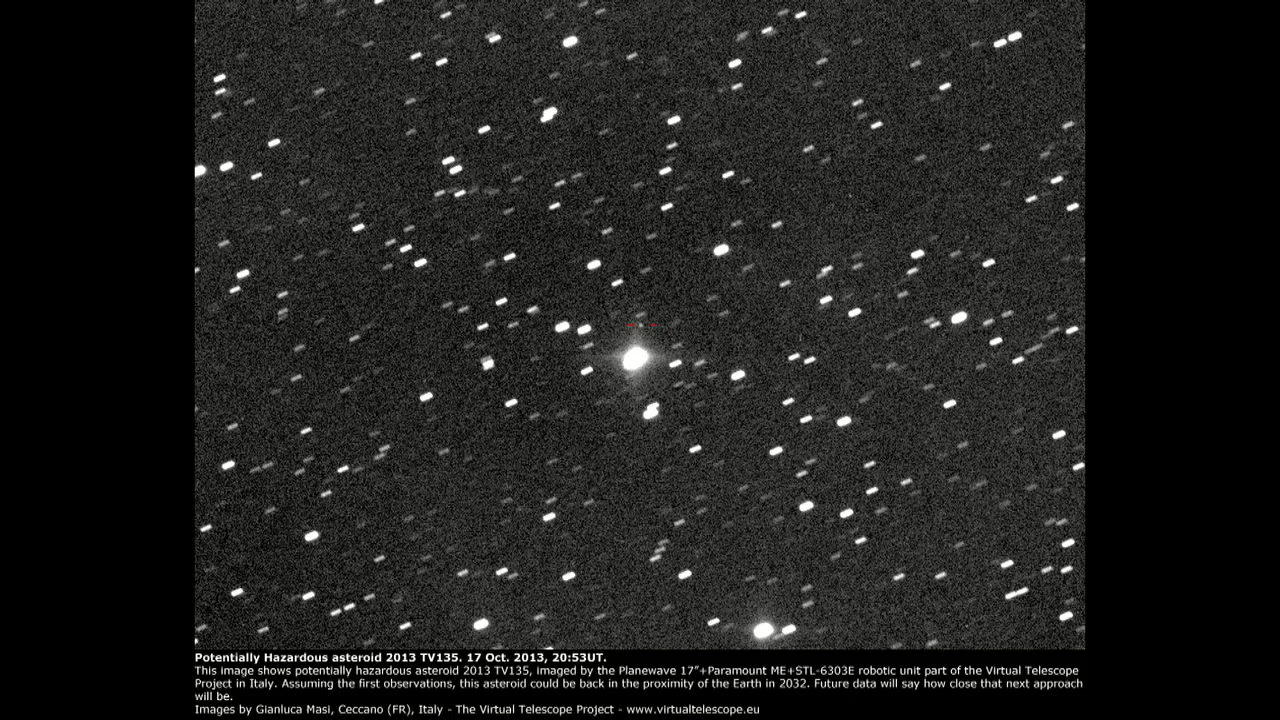 Potentially Hazardous asteroid 2013 TV135. 17 Oct. 2013, 20:53UT.
This image shows potentially hazardous asteroid 2013 TV135, imaged by the Planewave 17"+Paramount ME+STL-6303E robotic unit part of the Virtual Telescope
Project in Italy. Assuming the first observations, this asteroid could be back in the proximity of the Earth in 2032. Future data will say how close that next approach
will be.
Images by Gianluca Masi, Ceccano (FR), Italy - The Virtual Telescope Project - www.virtualtelescope.eu